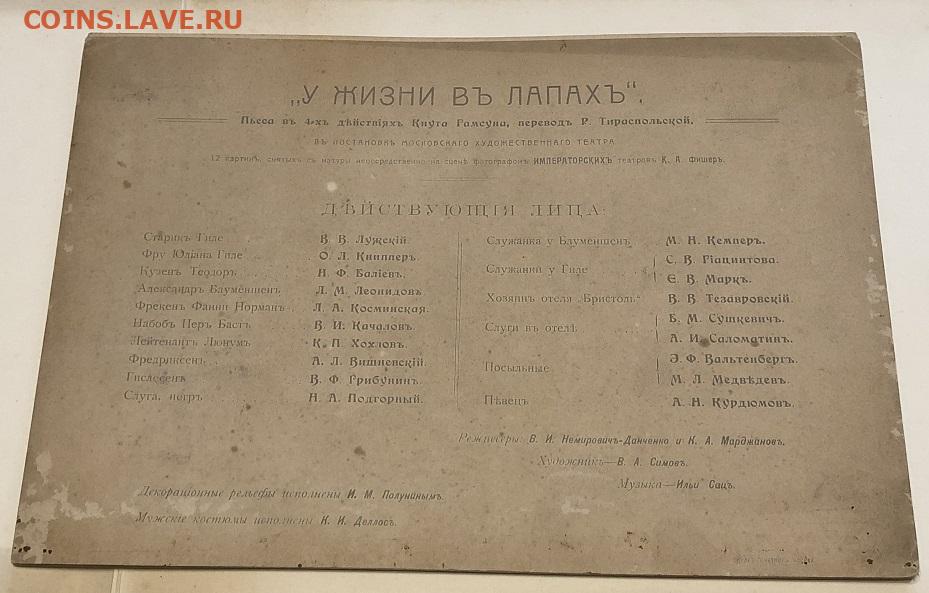 COINS.LAVE.RU
„У ЖИЗНИ ВЪ ЛАПАХЪ“.
Пьеса въ 4-хъ дѣйствіяхъ Кнута Гамсуна, переводъ Р. Тираспольской.
ВЪ ПОСТАНОВКѢ МОСКОВСКАГО ХУДОЖЕСТВЕННАГО ТЕАТРА
12 картинъ, снятыхъ съ натуры непосредственно на сценѣ фотографомъ ИМПЕРАТОРСКИХЪ театровъ К. А. Фишеръ.
ДѢЙСТВУЮЩІЯ ЛИЦА:
Старикъ Гиле В. В. Лужскій.
Фру Юліана Гиле О. Л. Книпперъ.
Кузенъ Теодоръ Н. Ф. Баліевъ.
Александръ Блуменшенъ Л. М. Леонидовъ.
Фрекенъ Фанни Норманъ Л. А. Косминская.
Набобъ Перъ Бастъ В. И. Качаловъ.
Лейтенантъ Люнумъ К. П. Хохловъ.
Фредриксенъ А. Л. Вишневскій.
Гислесенъ В. Ф. Грибунинъ.
Слуга, негръ Н. А. Подгорный.
Служанка у Блуменшенъ М. Н. Кемперъ.
Служанки у Гиле С. В. Гіацинтова.
Е. В. Маркъ.
Хозяинъ отеля „Бристоль“ В. В. Тезавровскій.
Слуги въ отелѣ Б. М. Сушкевичъ.
А. И. Саломатинъ.
Посыльные Э. Ф. Вальтенбергъ.
М. Л. Медвѣдевъ.
Пѣвецъ А. Н. Курдюмовъ.
Режиссеры: В. И. Немировичъ-Данченко и К. А. Марджановъ.
Художникъ—В. А. Симовъ.
Музыка—Ильи Сацъ.
Декораціонные рельефы исполнены И. М. Полунинымъ.
Мужскіе костюмы исполнены К. И. Деллосъ.